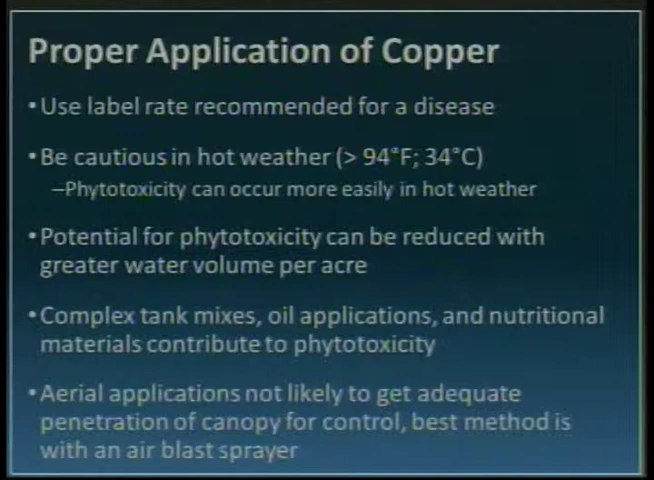 Proper Application of Copper
•Use label rate recommended for a disease
•Be cautious in hot weather (> 94°F; 34°C)
–Phytotoxicity can occur more easily in hot weather
•Potential for phytotoxicity can be reduced with
greater water volume per acre
•Complex tank mixes, oil applications, and nutritional
materials contribute to phytotoxicity
•Aerial applications not likely to get adequate
penetration of canopy for control, best method is
with an air blast sprayer